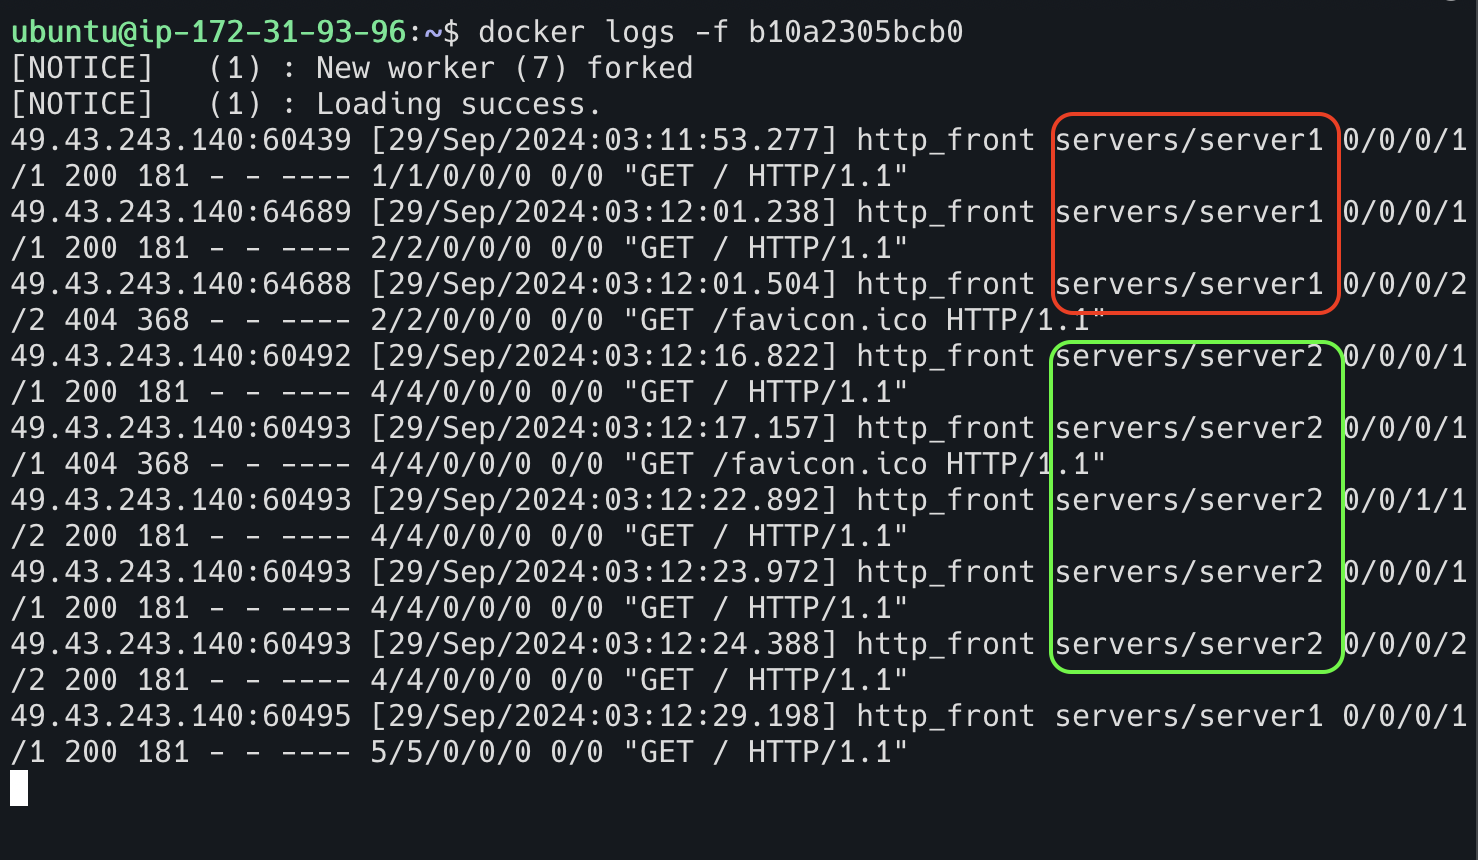 ubuntu@ip-172-31-93-96:~$ docker logs -f b10a2305bcb0
[NOTICE]   (1) : New worker (7) forked
[NOTICE]   (1) : Loading success.
49.43.243.140:60439 [29/Sep/2024:03:11:53.277] http_front servers/server1 0/0/0/1
/1 200 181 - - ---- 1/1/0/0/0 0/0 "GET / HTTP/1.1"
49.43.243.140:64689 [29/Sep/2024:03:12:01.238] http_front servers/server1 0/0/0/1
/1 200 181 - - ---- 2/2/0/0/0 0/0 "GET / HTTP/1.1"
49.43.243.140:64688 [29/Sep/2024:03:12:01.504] http_front servers/server1 0/0/0/2
/2 404 368 - - ---- 2/2/0/0/0 0/0 "GET /favicon.ico HTTP/1.1"
49.43.243.140:60492 [29/Sep/2024:03:12:16.822] http_front servers/server2 0/0/0/1
/1 200 181 - - ---- 4/4/0/0/0 0/0 "GET / HTTP/1.1"
49.43.243.140:60493 [29/Sep/2024:03:12:17.157] http_front servers/server2 0/0/0/1
/1 404 368 - - ---- 4/4/0/0/0 0/0 "GET /favicon.ico HTTP/1.1"
49.43.243.140:60493 [29/Sep/2024:03:12:22.892] http_front servers/server2 0/0/1/1
/2 200 181 - - ---- 4/4/0/0/0 0/0 "GET / HTTP/1.1"
49.43.243.140:60493 [29/Sep/2024:03:12:23.972] http_front servers/server2 0/0/0/1
/1 200 181 - - ---- 4/4/0/0/0 0/0 "GET / HTTP/1.1"
49.43.243.140:60493 [29/Sep/2024:03:12:24.388] http_front servers/server2 0/0/0/2
/2 200 181 - - ---- 4/4/0/0/0 0/0 "GET / HTTP/1.1"
49.43.243.140:60495 [29/Sep/2024:03:12:29.198] http_front servers/server1 0/0/0/1
/1 200 181 - - ---- 5/5/0/0/0 0/0 "GET / HTTP/1.1"